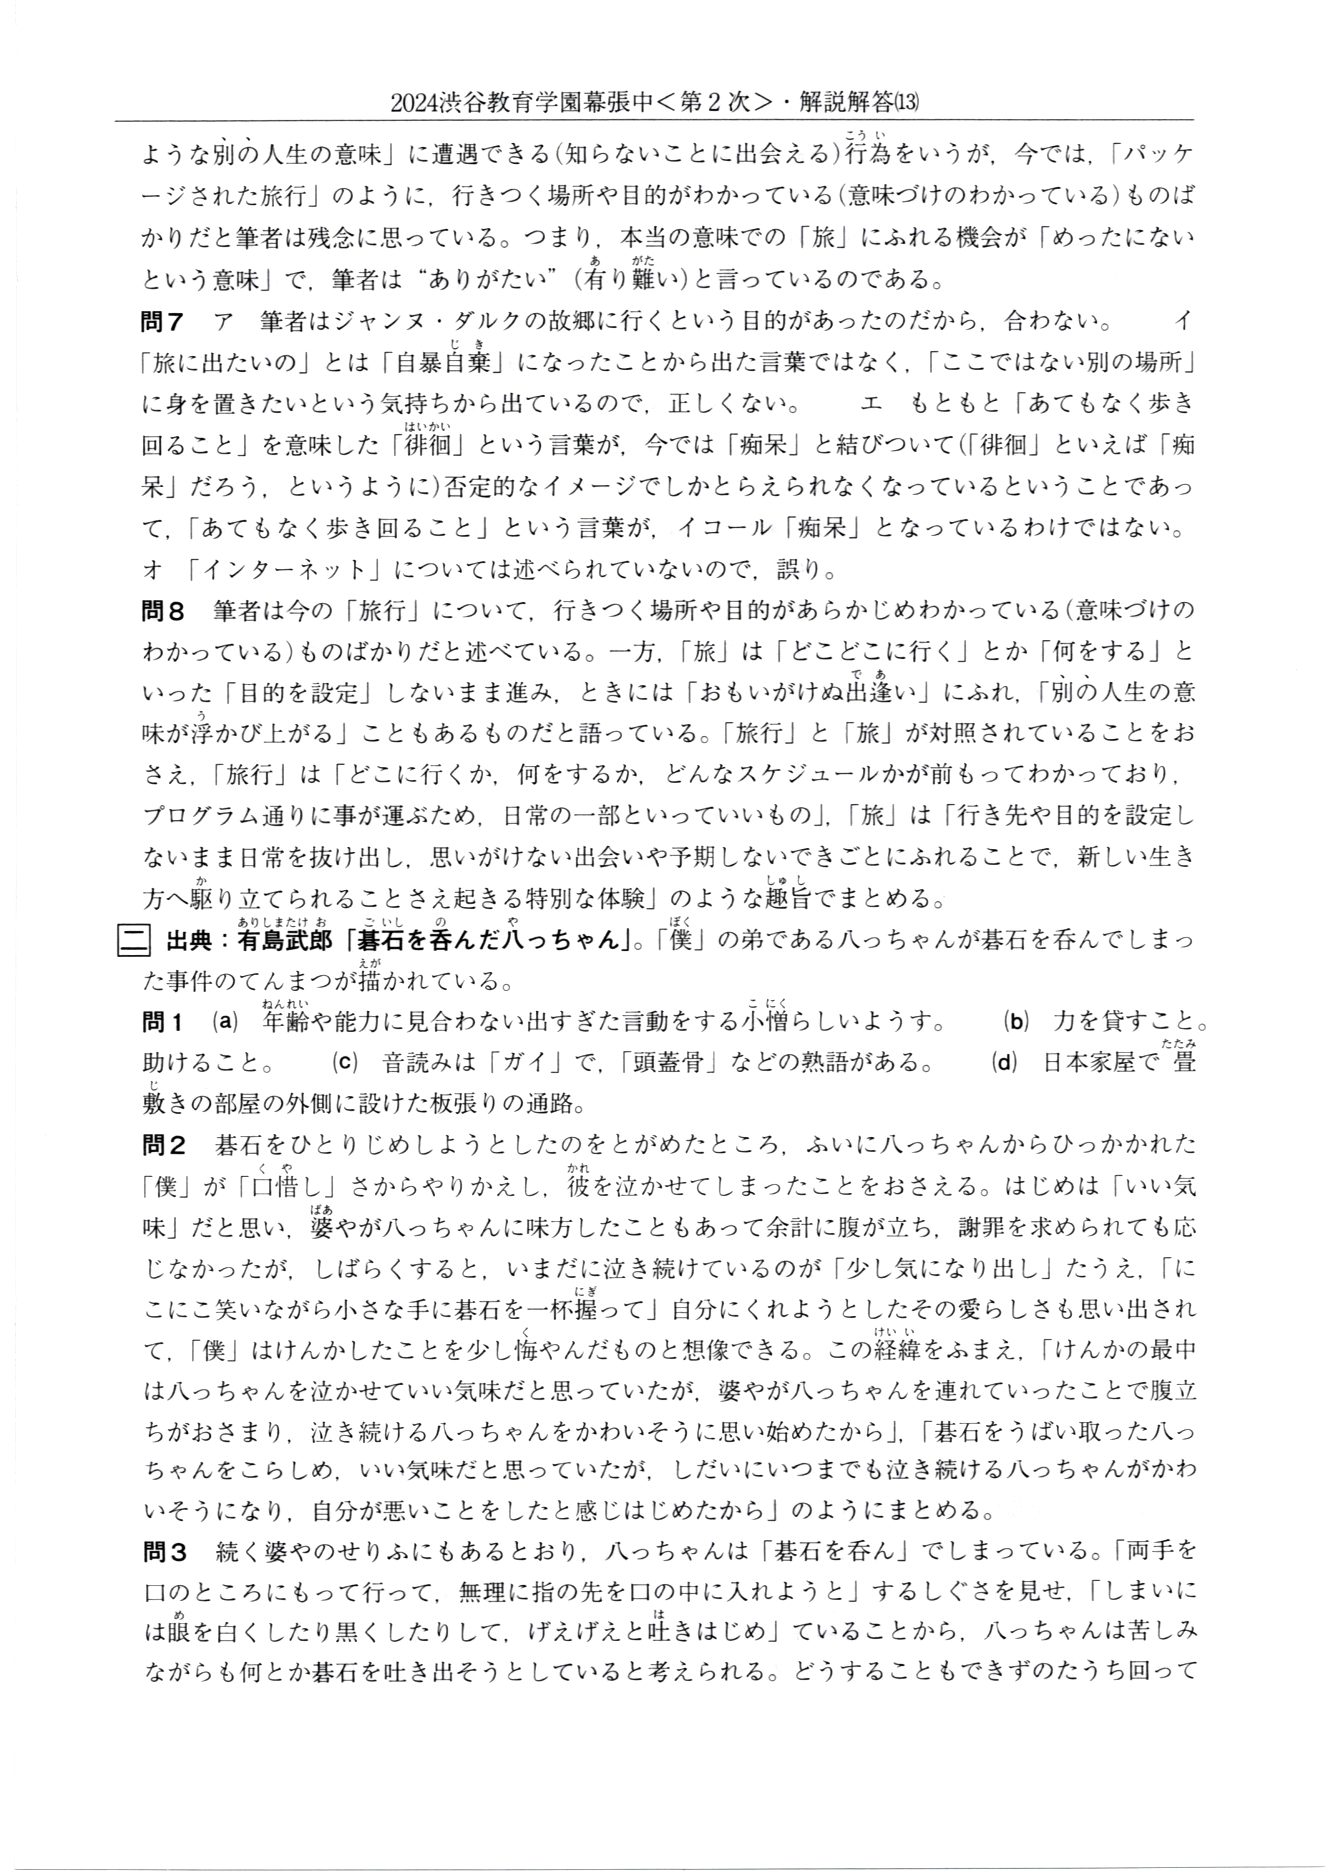 2024渋谷教育学園幕張中＜第２次＞・解説解答⒀
ような別の人生の意味」に遭遇できる(知らないことに出会える)行為をいうが，今では，「パッケ
ージされた旅行」のように，行きつく場所や目的がわかっている(意味づけのわかっている)ものば
かりだと筆者は残念に思っている。つまり，本当の意味での「旅」にふれる機会が「めったにない
という意味」で，筆者は“ありがたい”(有り難い)と言っているのである。
問７　ア　筆者はジャンヌ・ダルクの故郷に行くという目的があったのだから，合わない。　　イ
「旅に出たいの」とは「自暴自棄」になったことから出た言葉ではなく，「ここではない別の場所」
に身を置きたいという気持ちから出ているので，正しくない。　　エ　もともと「あてもなく歩き
回ること」を意味した「徘徊」という言葉が，今では「痴呆」と結びついて(「徘徊」といえば「痴
呆」だろう，というように)否定的なイメージでしかとらえられなくなっているということであっ
て，「あてもなく歩き回ること」という言葉が，イコール「痴呆」となっているわけではない。
オ　「インターネット」については述べられていないので，誤り。
問８　筆者は今の「旅行」について，行きつく場所や目的があらかじめわかっている(意味づけの
わかっている)ものばかりだと述べている。一方，「旅」は「どこどこに行く」とか「何をする」と
いった「目的を設定」しないまま進み，ときには「おもいがけぬ出逢い」にふれ，「別の人生の意
味が浮かび上がる」こともあるものだと語っている。「旅行」と「旅」が対照されていることをお
さえ，「旅行」は「どこに行くか，何をするか，どんなスケジュールかが前もってわかっており，
プログラム通りに事が運ぶため，日常の一部といっていいもの」，「旅」は「行き先や目的を設定し
ないまま日常を抜け出し，思いがけない出会いや予期しないできごとにふれることで，新しい生き
方へ駆り立てられることさえ起きる特別な体験」のような趣旨でまとめる。
二　出典：有島武郎「碁石を呑んだ八っちゃん」。「僕」の弟である八っちゃんが碁石を呑んでしまっ
た事件のてんまつが描かれている。
問１　(a)　年齢や能力に見合わない出すぎた言動をする小憎らしいようす。　　(b)　力を貸すこと。
助けること。　　(c)　音読みは「ガイ」で，「頭蓋骨」などの熟語がある。　　(d)　日本家屋で畳
敷きの部屋の外側に設けた板張りの通路。
問２　碁石をひとりじめしようとしたのをとがめたところ，ふいに八っちゃんからひっかかれた
「僕」が「口惜し」さからやりかえし，彼を泣かせてしまったことをおさえる。はじめは「いい気
味」だと思い，婆やが八っちゃんに味方したこともあって余計に腹が立ち，謝罪を求められても応
じなかったが，しばらくすると，いまだに泣き続けているのが「少し気になり出し」たうえ，「に
こにこ笑いながら小さな手に碁石を一杯握って」自分にくれようとしたその愛らしさも思い出され
て，「僕」はけんかしたことを少し悔やんだものと想像できる。この経緯をふまえ，「けんかの最中
は八っちゃんを泣かせていい気味だと思っていたが，婆やが八っちゃんを連れていったことで腹立
ちがおさまり，泣き続ける八っちゃんをかわいそうに思い始めたから」，「碁石をうばい取った八っ
ちゃんをこらしめ，いい気味だと思っていたが，しだいにいつまでも泣き続ける八っちゃんがかわ
いそうになり，自分が悪いことをしたと感じはじめたから」のようにまとめる。
問３　続く婆やのせりふにもあるとおり，八っちゃんは「碁石を呑ん」でしまっている。「両手を
口のところにもって行って，無理に指の先を口の中に入れようと」するしぐさを見せ，「しまいに
は眼を白くしたり黒くしたりして，げえげえと吐きはじめ」ていることから，八っちゃんは苦しみ
ながらも何とか碁石を吐き出そうとしていると考えられる。どうすることもできずのたうち回って